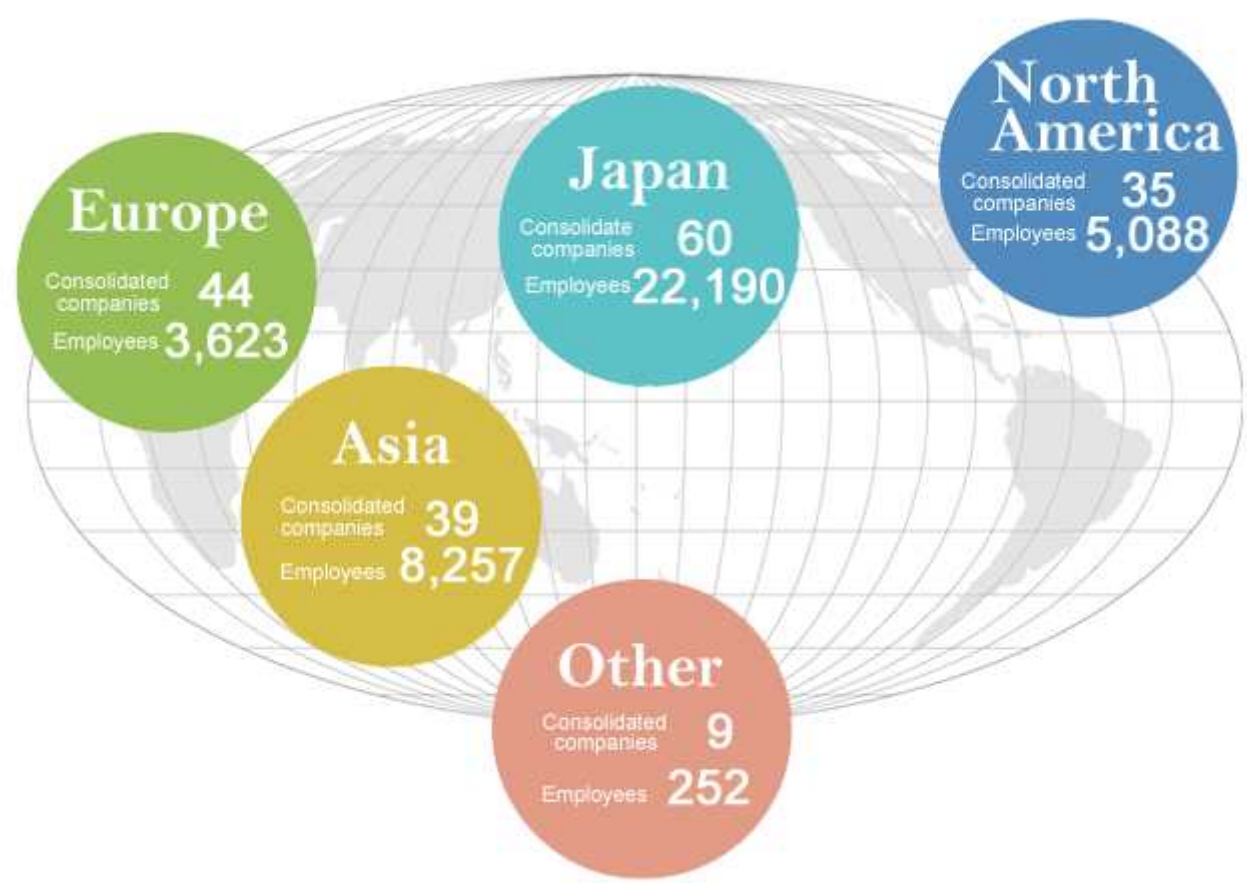 North
America
Consolidated 35
companies
Employees 5,088
Japan
Consolidate 60
companies
Employees 22,190
Europe
Consolidated 44
companies
Employees 3,623
Asia
Consolidated 39
companies
Employees 8,257
Other
Consolidated 9
companies
Employees 252